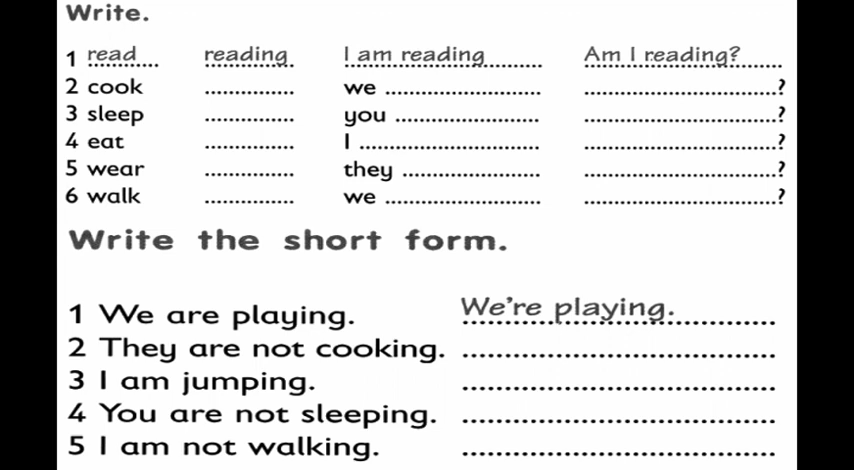 Write.
1 read reading I am reading Am I reading?
2 cook .............. we ........................ ..............................?
3 sleep .............. you ...................... ..............................?
4 eat .............. I ............................ ..............................?
5 wear .............. they ..................... ..............................?
6 walk .............. we ........................ ..............................?
Write the short form.
1 We are playing. We're playing.
2 They are not cooking. ....................................
3 I am jumping. ....................................
4 You are not sleeping. ....................................
5 I am not walking. ....................................